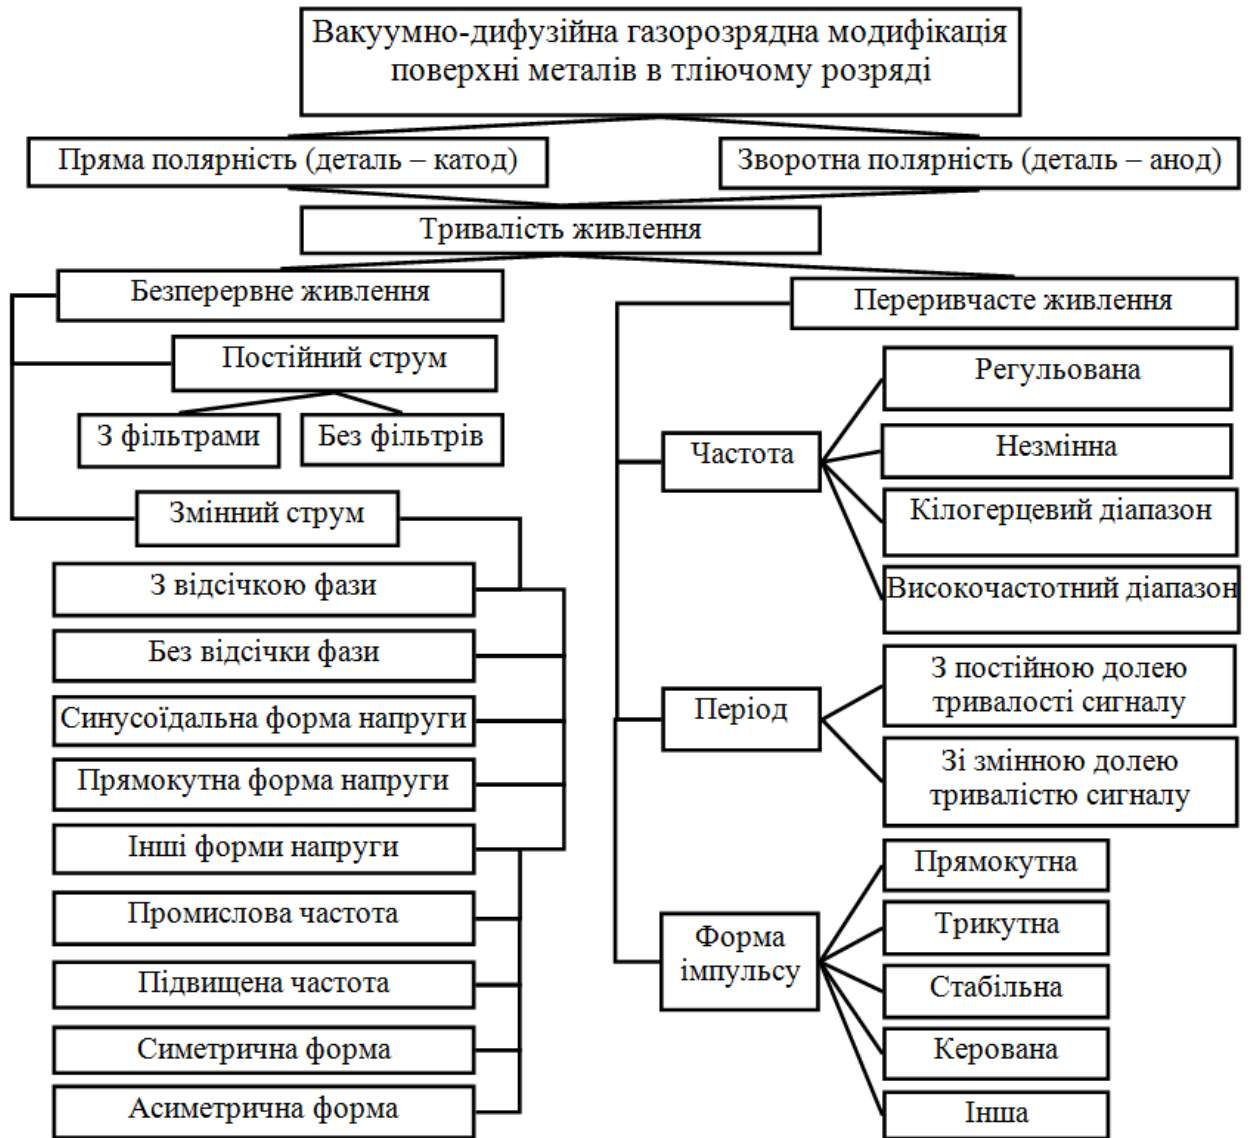 Вакуумно-дифузійна газорозрядна модифікація
поверхні металів в тліючому розряді
Пряма полярність (деталь – катод)
Зворотна полярність (деталь – анод)
Тривалість живлення
Безперервне живлення
Постійний струм
З фільтрами
Без фільтрів
Змінний струм
З відсічкою фази
Без відсічки фази
Синусоїдальна форма напруги
Прямокутна форма напруги
Інші форми напруги
Промислова частота
Підвищена частота
Симетрична форма
Асиметрична форма
Переривчасте живлення
Частота
Регульована
Незмінна
Кілогерцевий діапазон
Високочастотний діапазон
Період
З постійною долею
тривалості сигналу
Зі змінною долею
тривалістю сигналу
Форма
імпульсу
Прямокутна
Трикутна
Стабільна
Керована
Інша